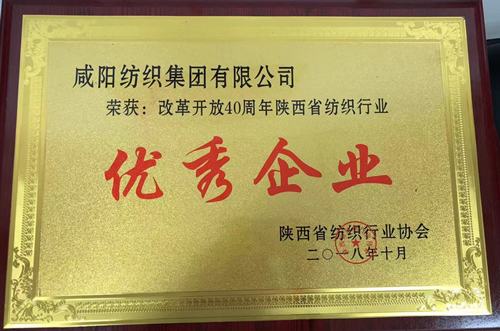 咸阳纺织集团有限公司
荣获：改革开放40周年陕西省纺织行业
优秀企业
陕西省纺织行业协会
二〇一八年十月